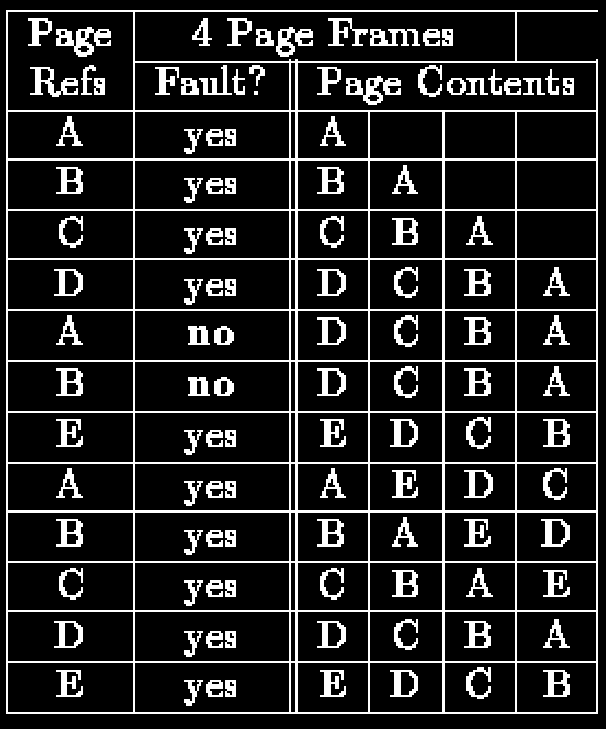 Page 4 Page Frames
Refs Fault? Page Contents
A yes A
B yes B A
C yes C B A
D yes D C B A
A no D C B A
B no D C B A
E yes E D C B
A yes A E D C
B yes B A E D
C yes C B A E
D yes D C B A
E yes E D C B